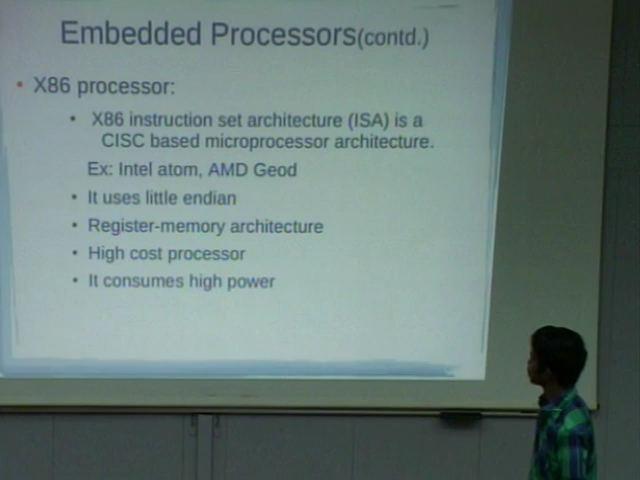 Embedded Processors(contd.)
• X86 processor:
• X86 instruction set architecture (ISA) is a
CISC based microprocessor architecture.
Ex: Intel atom, AMD Geod
• It uses little endian
• Register-memory architecture
• High cost processor
• It consumes high power